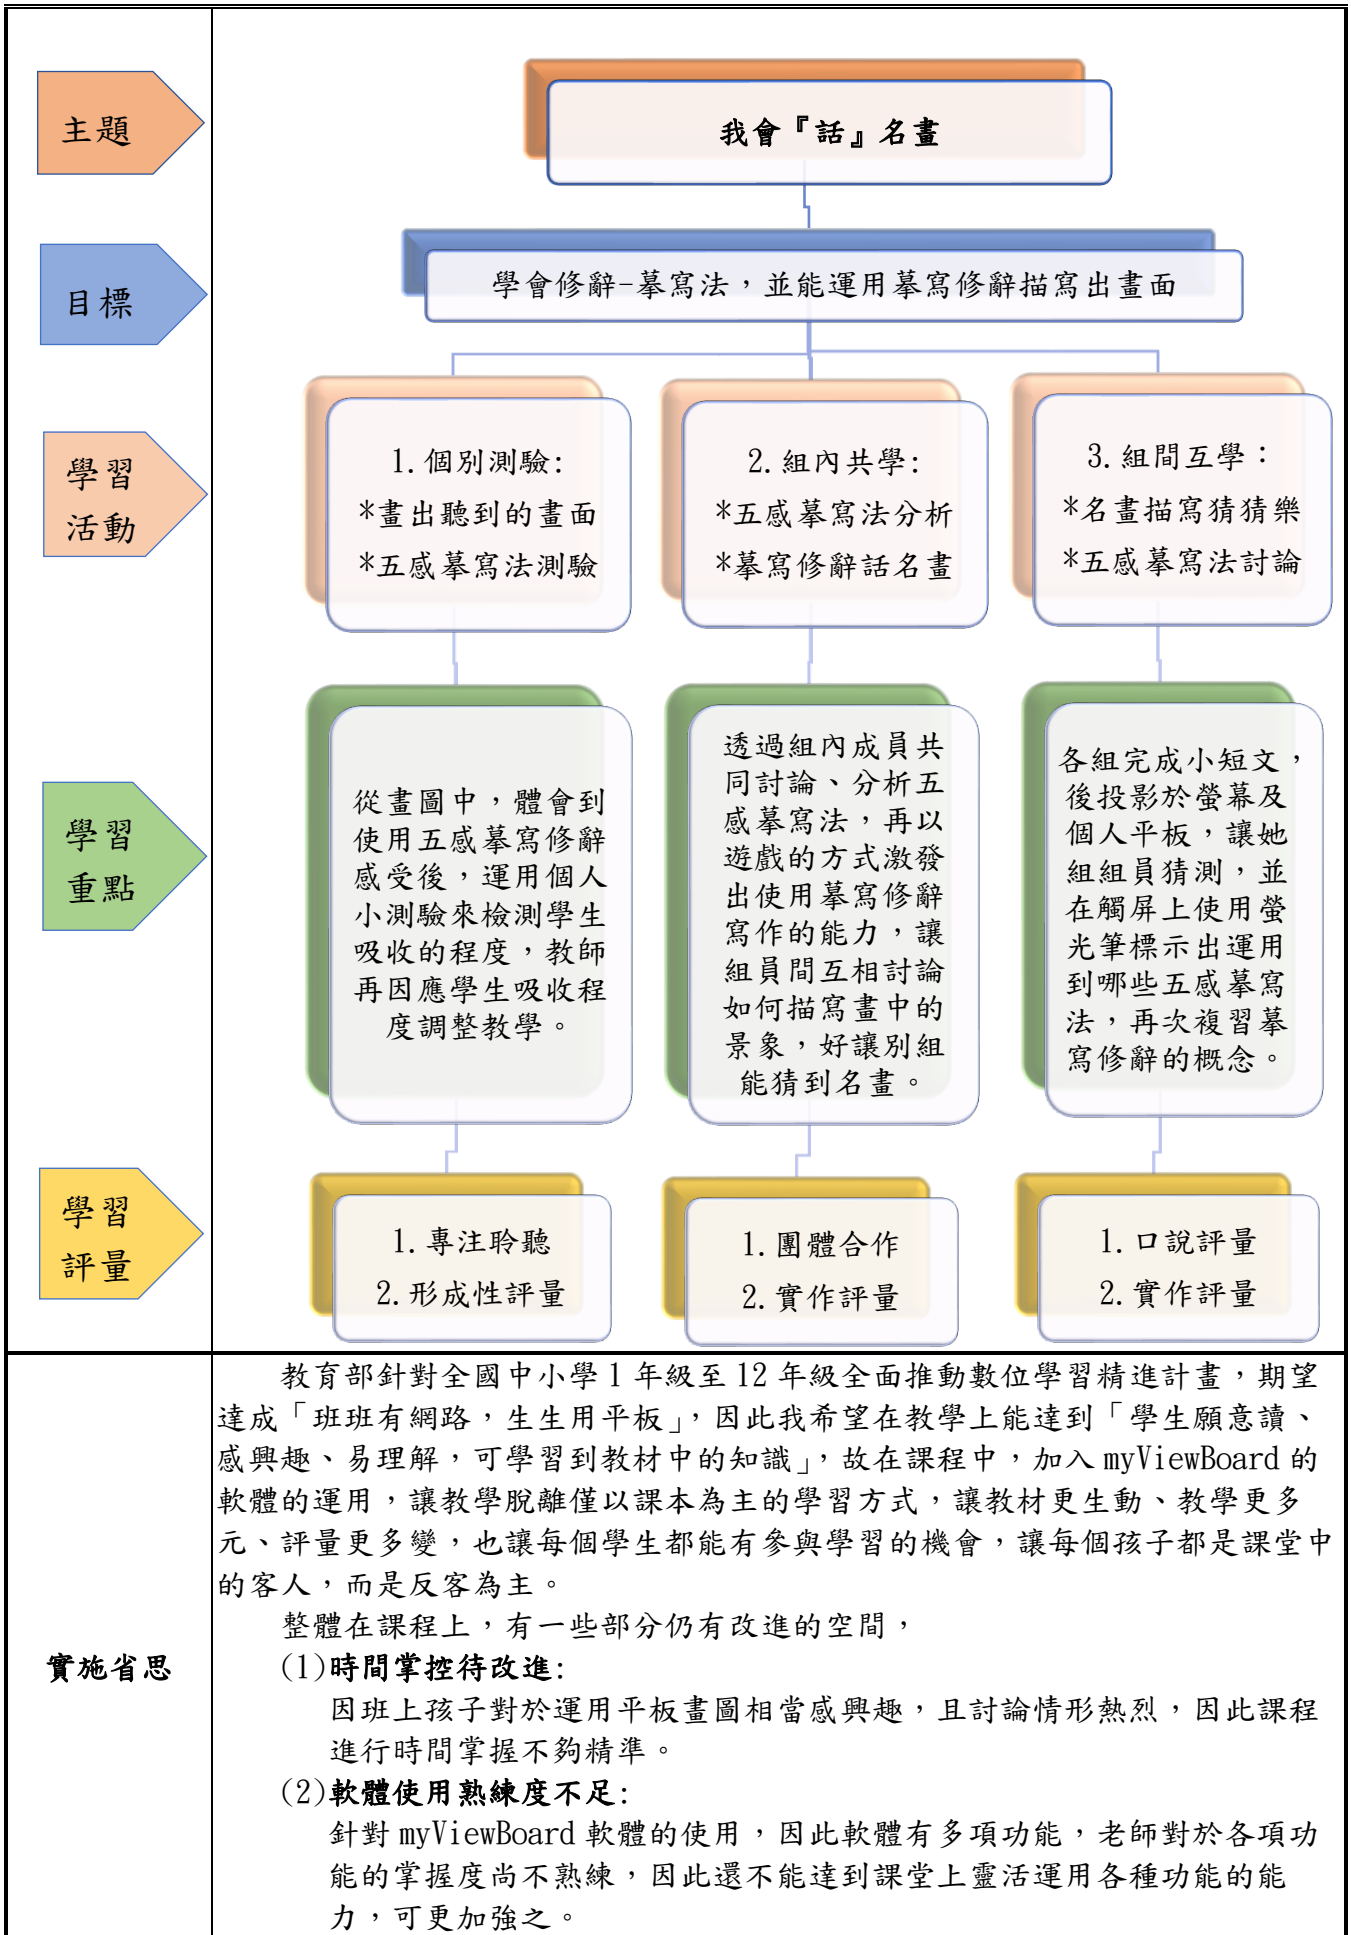 主題
我會『話』名畫
目標
學會修辭-摹寫法，並能運用摹寫修辭描寫出畫面
學習
活動
1.個別測驗:
*畫出聽到的畫面
*五感摹寫法測驗
2.組內共學:
*五感摹寫法分析
*摹寫修辭話名畫
3.組間互學：
*名畫描寫猜猜樂
*五感摹寫法討論
學習
重點
從畫圖中，體會到
使用五感摹寫修辭
感受後，運用個人
小測驗來檢測學生
吸收的程度，教師
再因應學生吸收程
度調整教學。
透過組內成員共
同討論、分析五
感摹寫法，再以
遊戲的方式激發
出使用摹寫修辭
寫作的能力，讓
組員間互相討論
如何描寫畫中的
景象，好讓別組
能猜到名畫。
各組完成小短文，
後投影於螢幕及
個人平板，讓她
組組員猜測，並
在觸屏上使用螢
光筆標示出運用
到哪些五感摹寫
法，再次複習摹
寫修辭的概念。
學習
評量
1.專注聆聽
2.形成性評量
1.團體合作
2.實作評量
1.口說評量
2.實作評量
實施省思
教育部針對全國中小學1年級至12年級全面推動數位學習精進計畫，期望
達成「班班有網路，生生用平板」，因此我希望在教學上能達到「學生願意讀、
感興趣、易理解，可學習到教材中的知識」，故在課程中，加入myViewBoard的
軟體的運用，讓教學脫離僅以課本為主的學習方式，讓教材更生動、教學更多
元、評量更多變，也讓每個學生都能有參與學習的機會，讓每個孩子都是課堂中
的客人，而是反客為主。
整體在課程上，有一些部分仍有改進的空間，
(1)時間掌控待改進:
因班上孩子對於運用平板畫圖相當感興趣，且討論情形熱烈，因此課程
進行時間掌握不夠精準。
(2)軟體使用熟練度不足:
針對myViewBoard軟體的使用，因此軟體有多項功能，老師對於各項功
能的掌握度尚不熟練，因此還不能達到課堂上靈活運用各種功能的能
力，可更加強之。